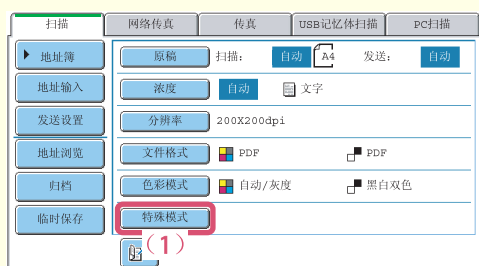 扫描 网络传真 传真 USB记忆体扫描 PC扫描
地址簿 原稿 扫描： 自动 A4 发送： 自动
地址输入 浓度 自动 文字
发送设置 分辨率 200X200dpi
地址浏览 文件格式 PDF PDF
归档 色彩模式 自动/灰度 黑白双色
临时保存 特殊模式
(1)